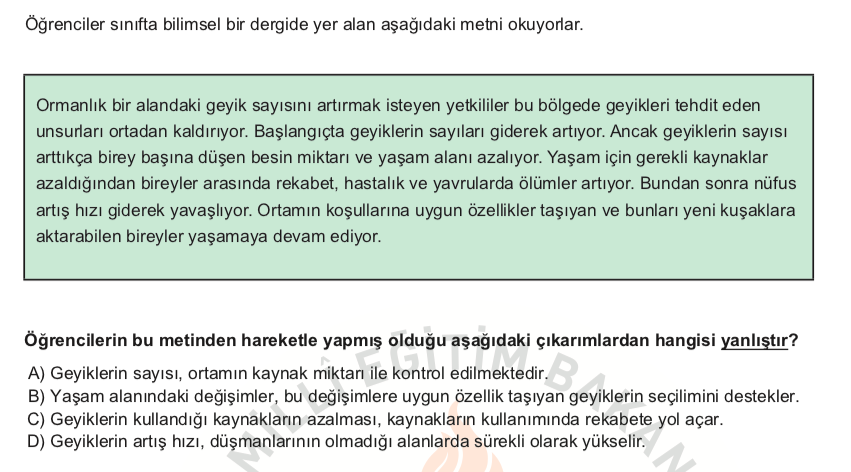 Öğrenciler sınıfta bilimsel bir dergide yer alan aşağıdaki metni okuyorlar.
Ormanlık bir alandaki geyik sayısını artırmak isteyen yetkililer bu bölgede geyikleri tehdit eden
unsurları ortadan kaldırıyor. Başlangıçta geyiklerin sayıları giderek artıyor. Ancak geyiklerin sayısı
arttıkça birey başına düşen besin miktarı ve yaşam alanı azalıyor. Yaşam için gerekli kaynaklar
azaldığından bireyler arasında rekabet, hastalık ve yavrularda ölümler artıyor. Bundan sonra nüfus
artış hızı giderek yavaşlıyor. Ortamın koşullarına uygun özellikler taşıyan ve bunları yeni kuşaklara
aktarabilen bireyler yaşamaya devam ediyor.
Öğrencilerin bu metinden hareketle yapmış olduğu aşağıdaki çıkarımlardan hangisi yanlıştır?
A) Geyiklerin sayısı, ortamın kaynak miktarı ile kontrol edilmektedir.
B) Yaşam alanındaki değişimler, bu değişimlere uygun özellik taşıyan geyiklerin seçilimini destekler.
C) Geyiklerin kullandığı kaynakların azalması, kaynakların kullanımında rekabete yol açar.
D) Geyiklerin artış hızı, düşmanlarının olmadığı alanlarda sürekli olarak yükselir.
MİLLÎ EĞİTİM BAKAN